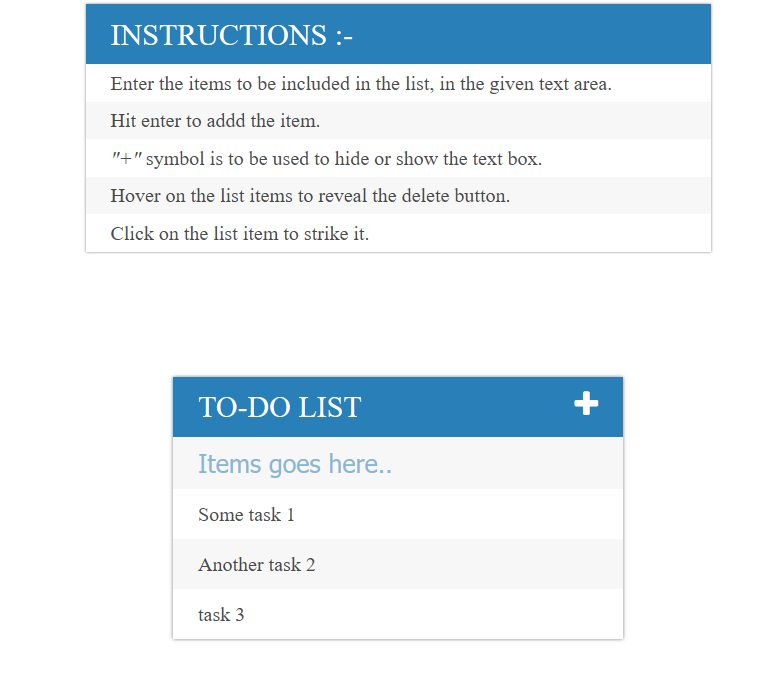 INSTRUCTIONS :-
Enter the items to be included in the list, in the given text area.
Hit enter to addd the item.
"+" symbol is to be used to hide or show the text box.
Hover on the list items to reveal the delete button.
Click on the list item to strike it.
TO-DO LIST
Items goes here..
Some task 1
Another task 2
task 3